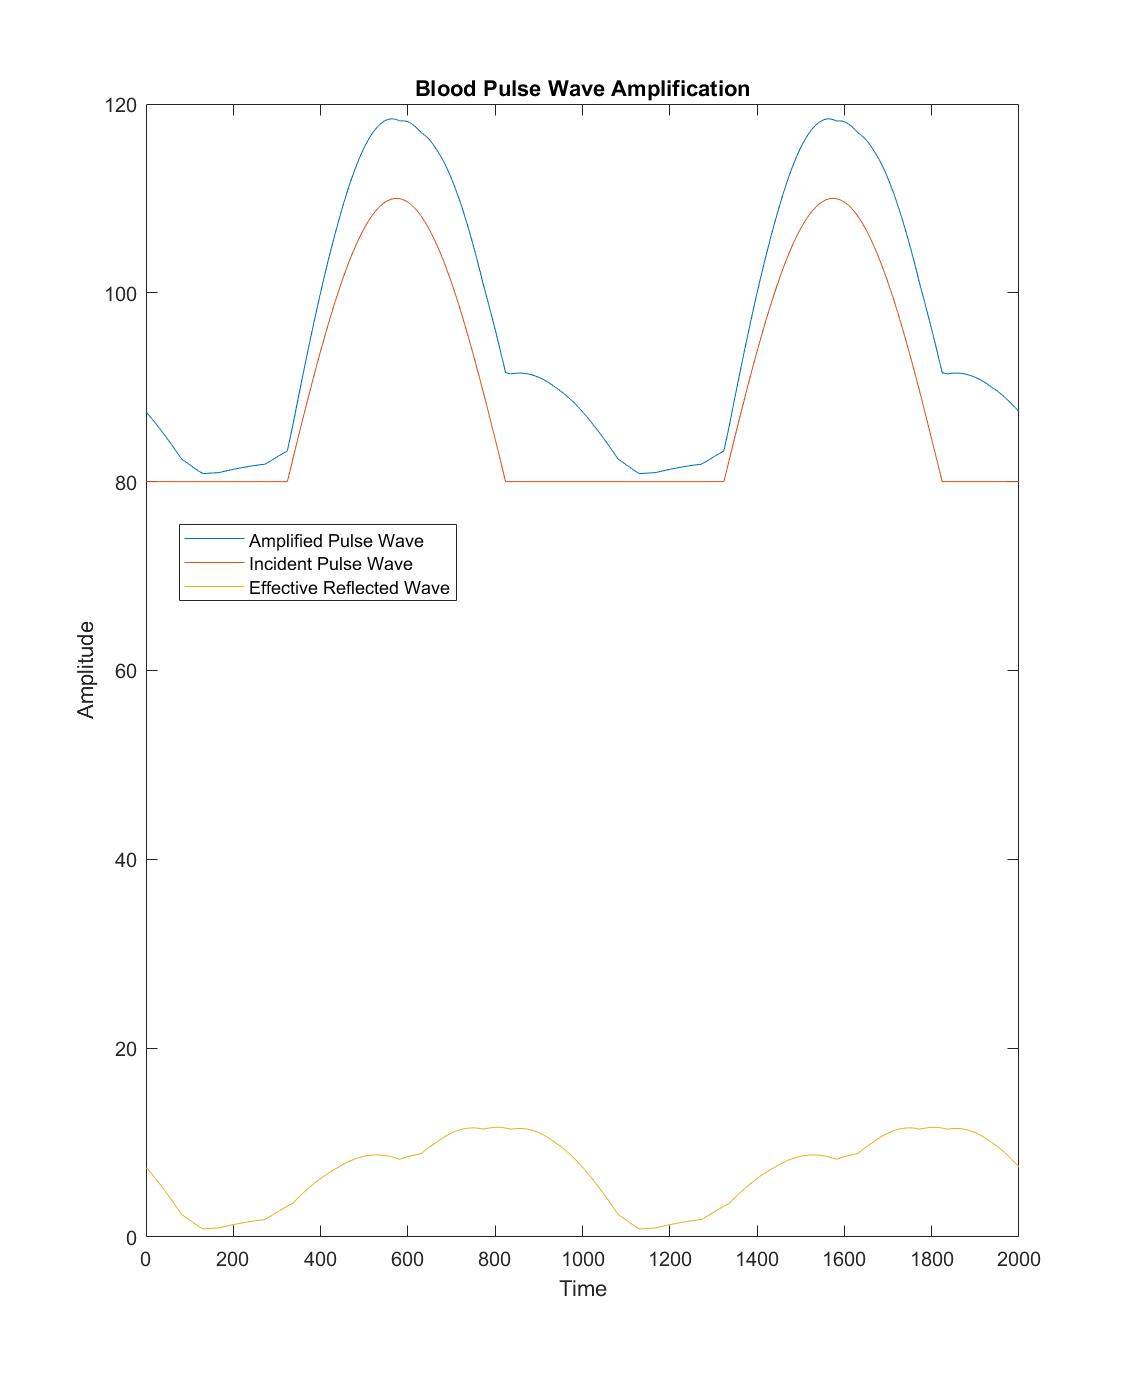 Blood Pulse Wave Amplification
120
100
80
60
40
20
0
Amplitude
Amplified Pulse Wave
Incident Pulse Wave
Effective Reflected Wave
0 200 400 600 800 1000 1200 1400 1600 1800 2000
Time